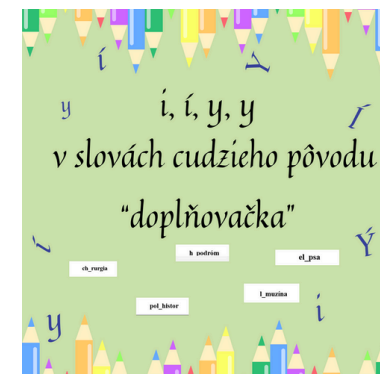 í
y
y
i, í, y, y
Í
v slovách cudzieho pôvodu
"doplňovačka"
í
Ý
h_podróm
el_psa
ch_rurgia
l_muzína
pol_histor
i
y